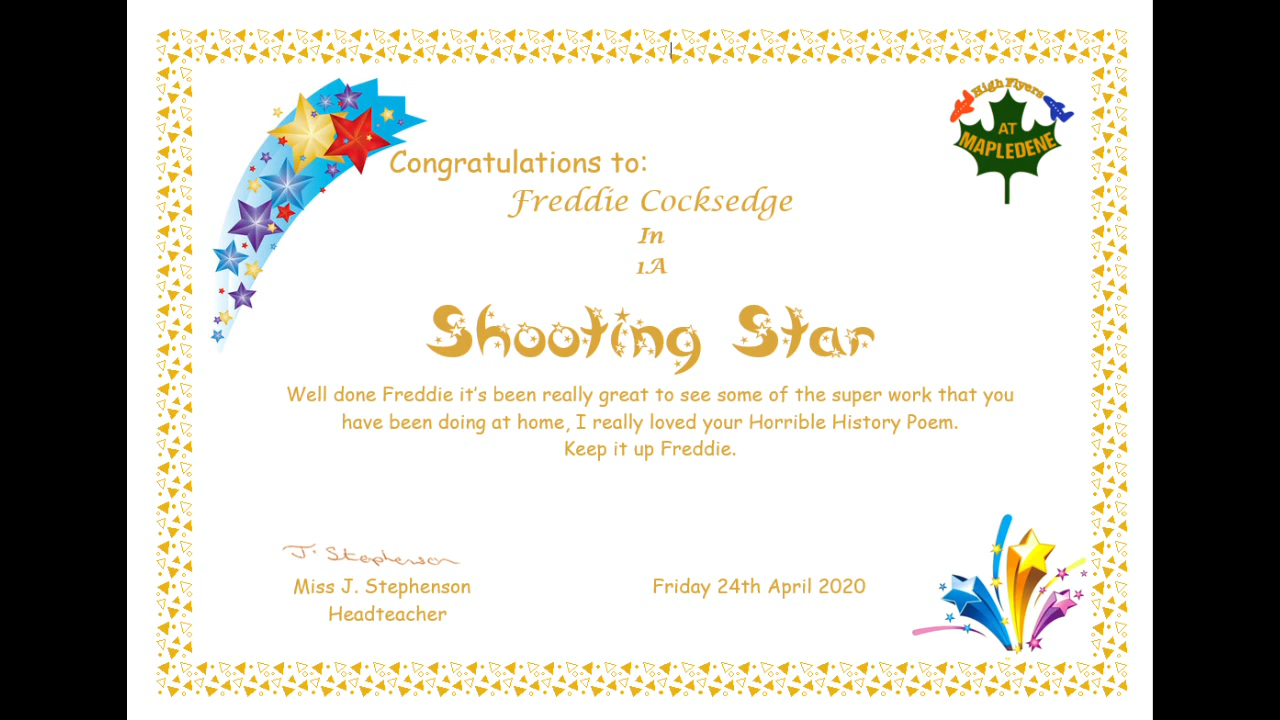 High Flyers
AT
MAPLEDENE
Congratulations to:
Freddie Cocksedge
In
1A
Shooting Star
Well done Freddie it’s been really great to see some of the super work that you
have been doing at home, I really loved your Horrible History Poem.
Keep it up Freddie.
J. Stephenson
Miss J. Stephenson
Friday 24th April 2020
Headteacher